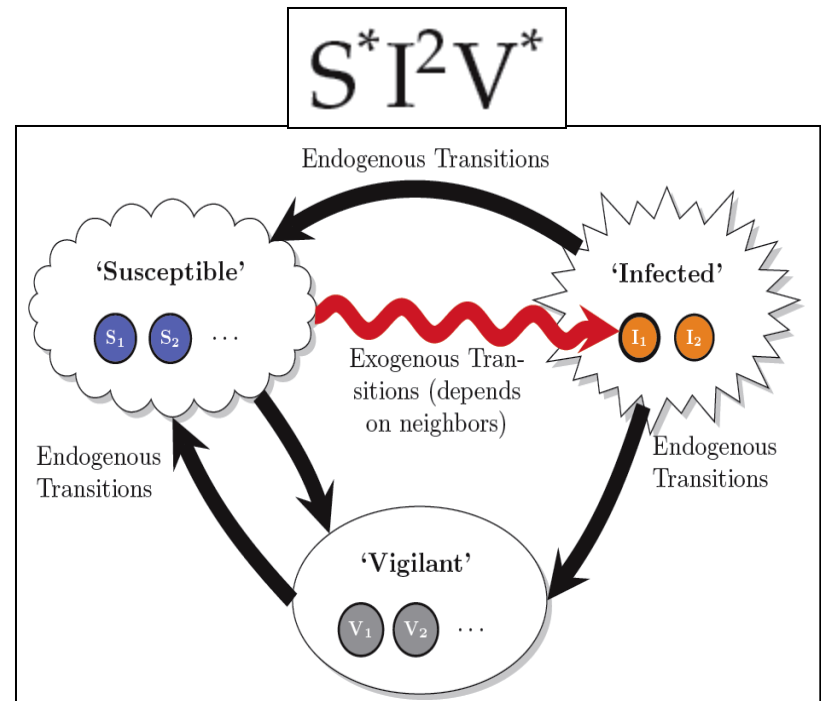 S*I²V*
Endogenous Transitions
‘Susceptible’
‘Infected’
S₁ S₂ ...
I₁ I₂
Exogenous Tran-
sitions (depends
on neighbors)
Endogenous
Transitions
Endogenous
Transitions
‘Vigilant’
V₁ V₂ ...